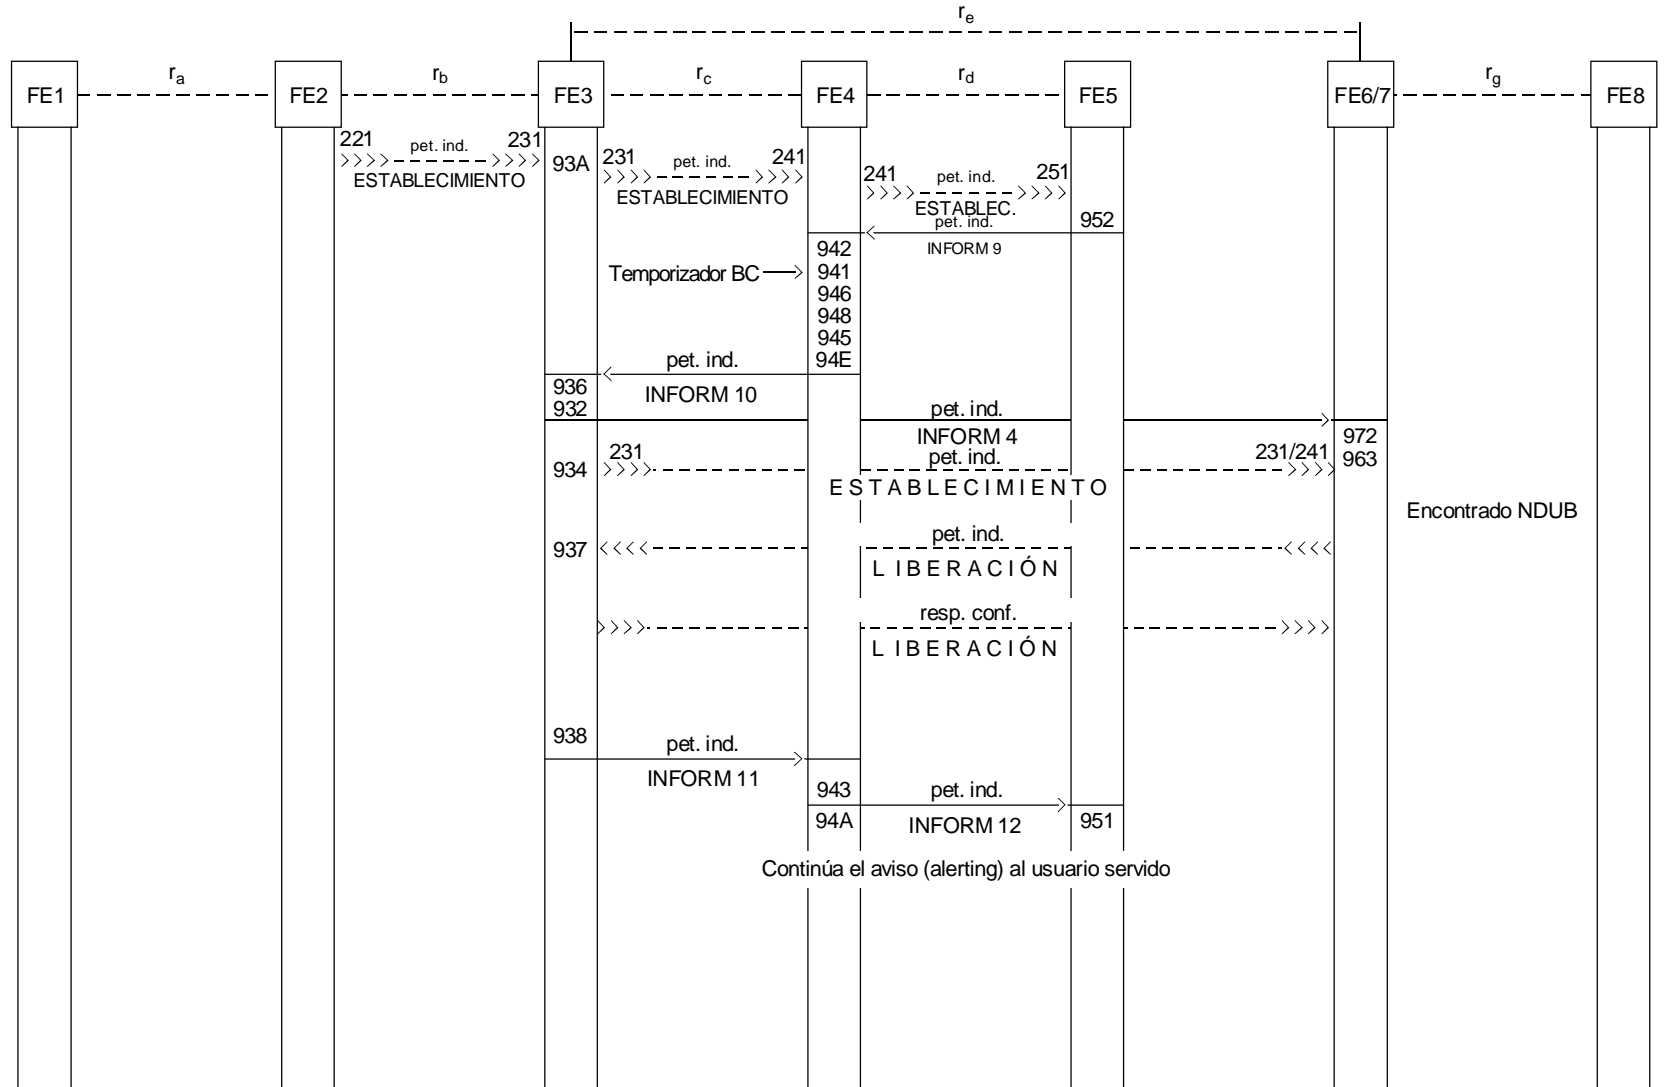 re
ra
rb
rc
rd
rg
FE1
FE2
FE3
FE4
FE5
FE6/7
FE8
221
pet. ind.
231
ESTABLECIMIENTO
93A
231
pet. ind.
241
ESTABLECIMIENTO
241
pet. ind.
251
ESTABLEC.
pet. ind.
952
INFORM 9
942
Temporizador BC
941
946
948
945
94E
pet. ind.
INFORM 10
936
932
pet. ind.
INFORM 4
972
934
231
pet. ind.
231/241
963
ESTABLECIMIENTO
Encontrado NDUB
937
pet. ind.
LIBERACIÓN
resp. conf.
LIBERACIÓN
938
pet. ind.
INFORM 11
943
pet. ind.
94A
INFORM 12
951
Continúa el aviso (alerting) al usuario servido